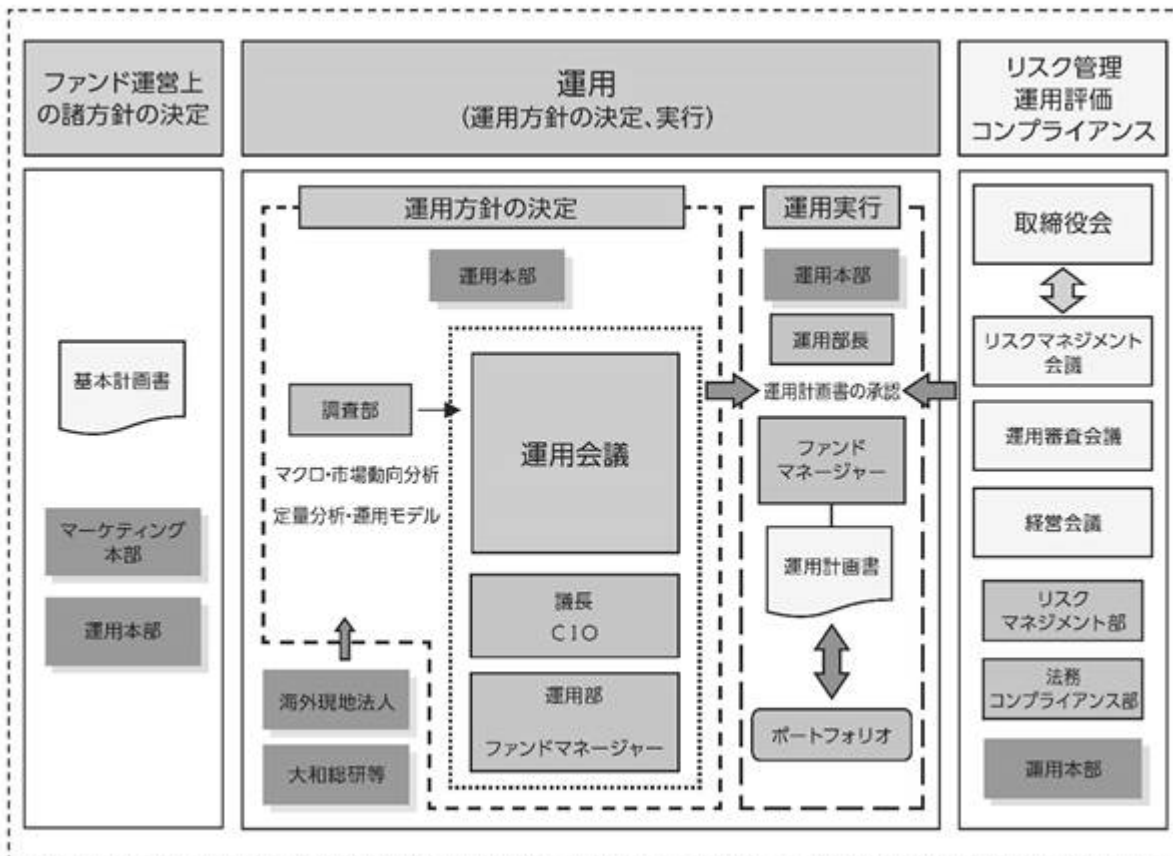 ファンド運営上
の諸方針の決定
運用
(運用方針の決定、実行)
リスク管理
運用評価
コンプライアンス
基本計画書
マーケティング
本部
運用本部
運用方針の決定
運用本部
調査部
マクロ・市場動向分析
定量分析・運用モデル
運用会議
議長
CIO
運用部
ファンドマネージャー
海外現地法人
大和総研等
運用実行
運用本部
運用部長
運用計画書の承認
ファンド
マネージャー
運用計画書
ポートフォリオ
取締役会
リスクマネジメント
会議
運用審査会議
経営会議
リスク
マネジメント部
法務
コンプライアンス部
運用本部